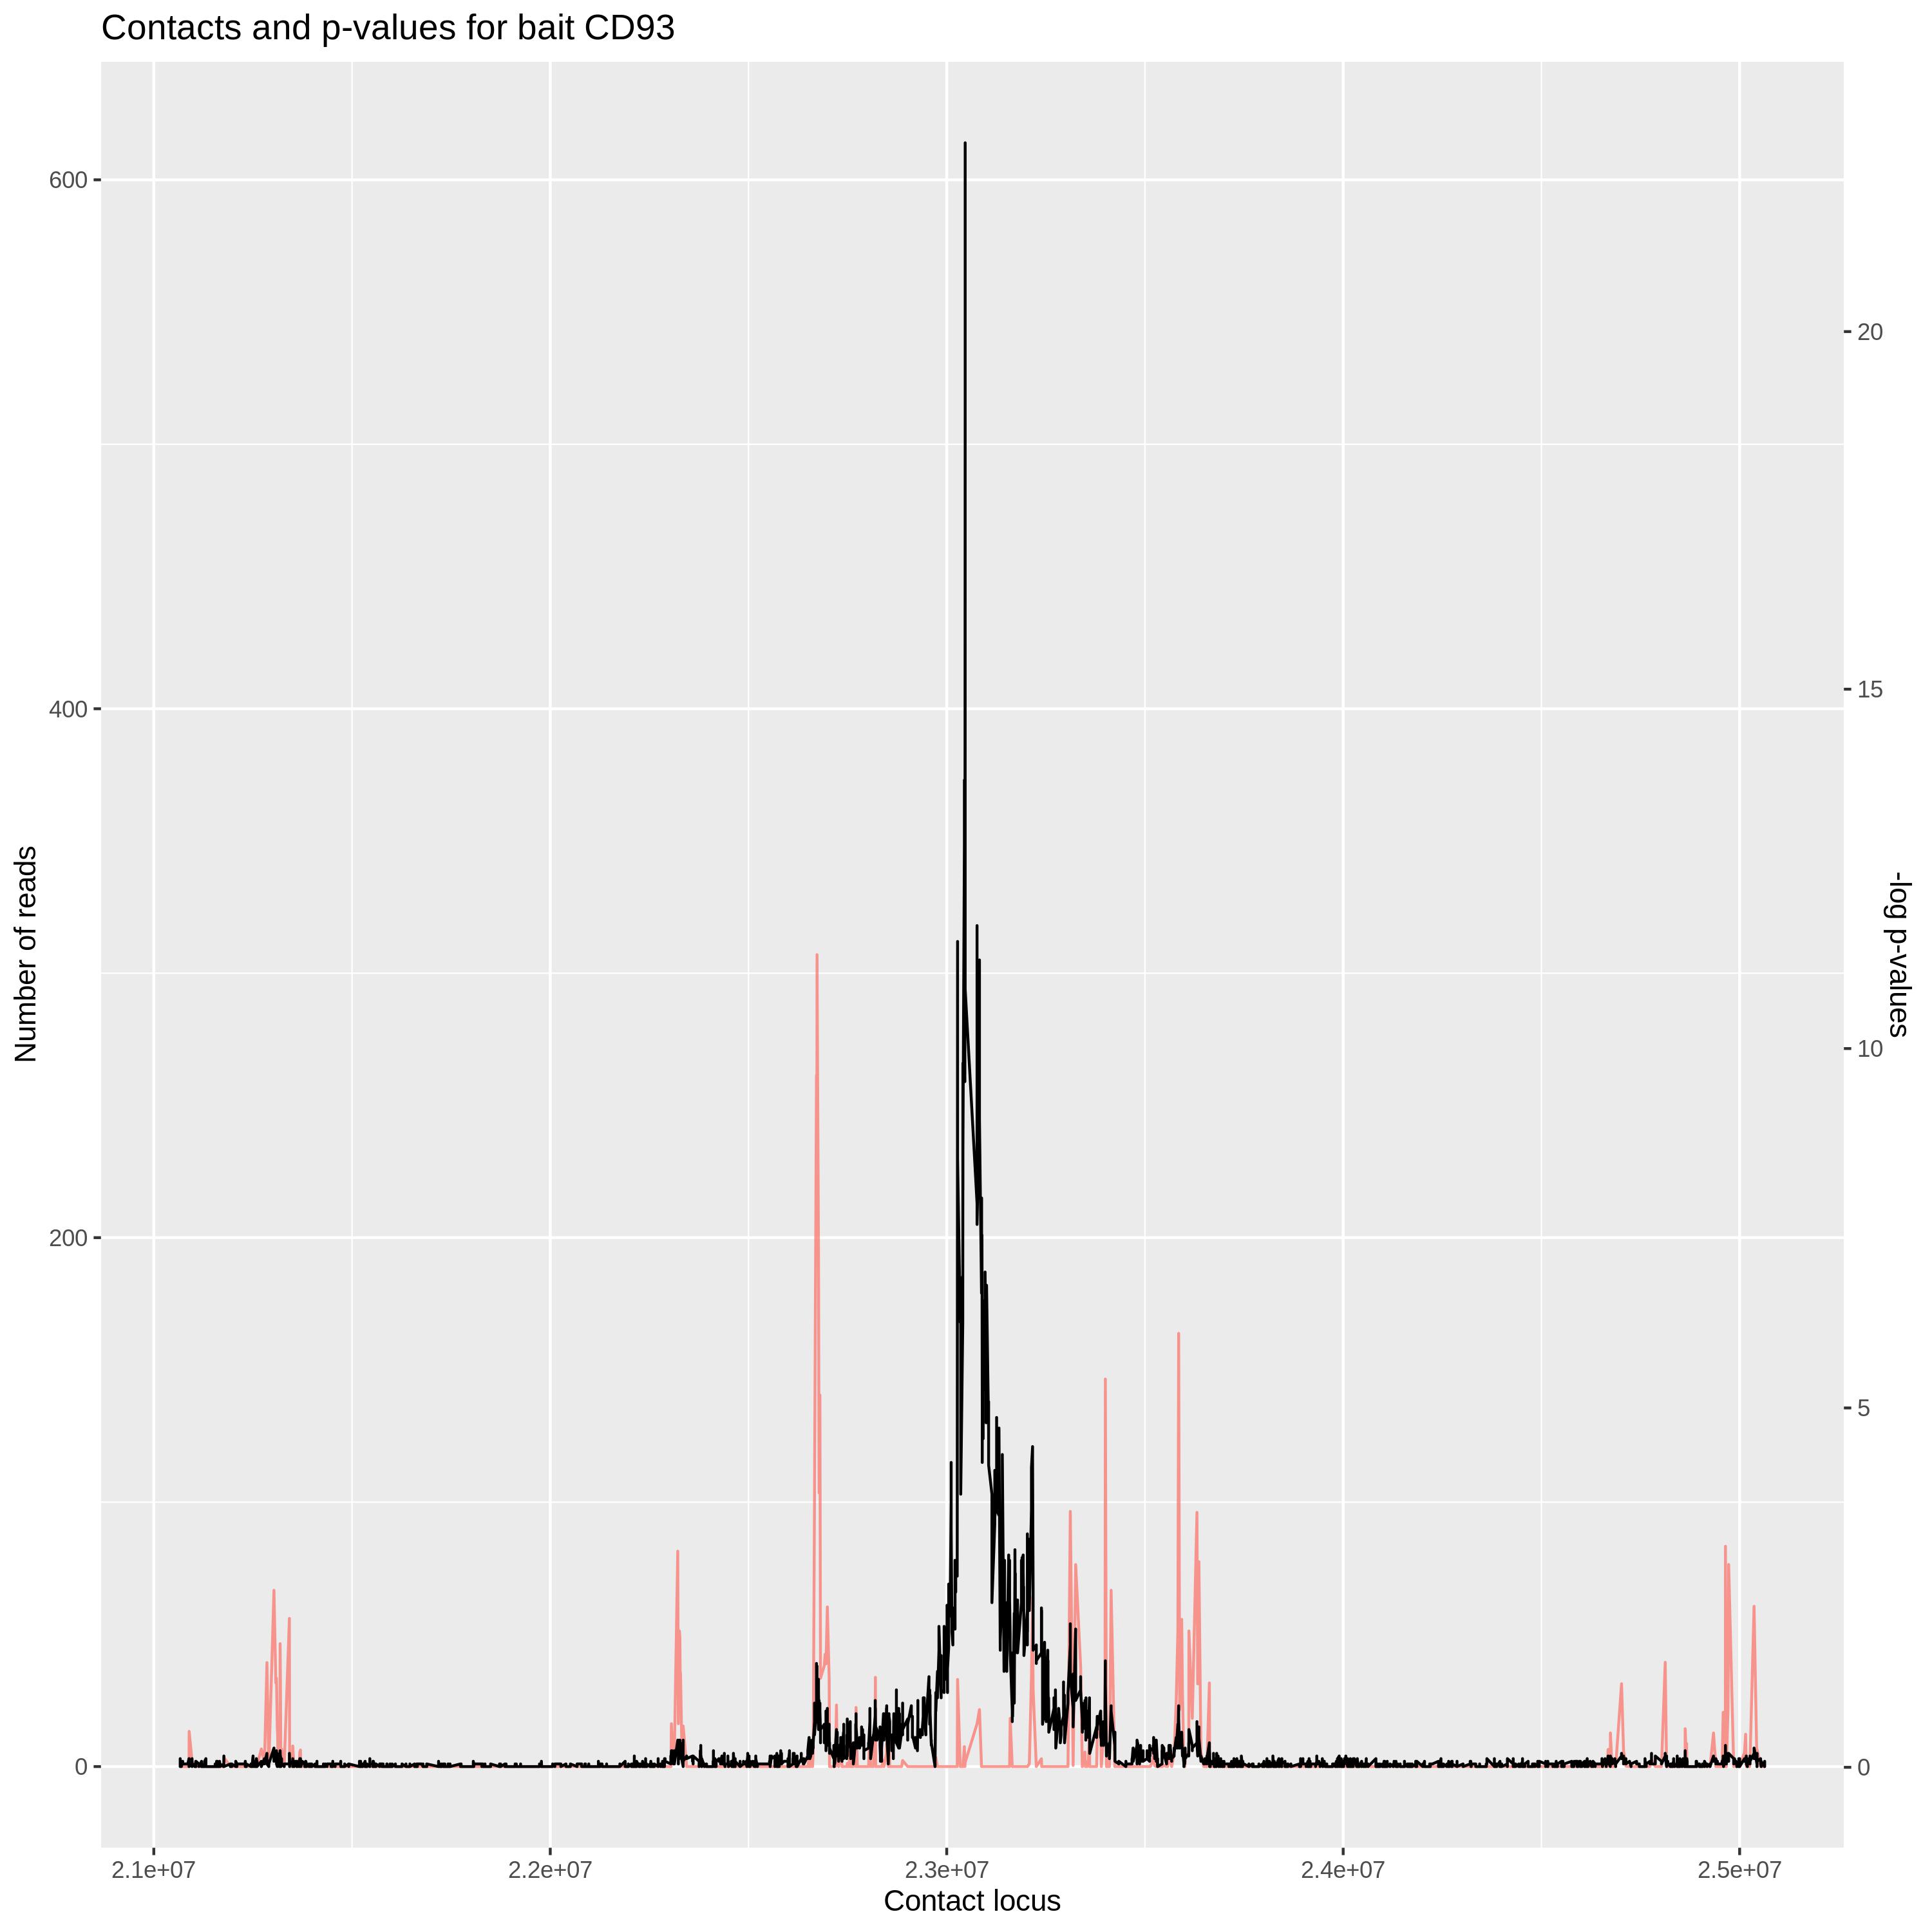 Contacts and p-values for bait CD93
Number of reads
600
400
200
0
20
15
10
5
0
-log p-values
2.1e+07
2.2e+07
2.3e+07
2.4e+07
2.5e+07
Contact locus